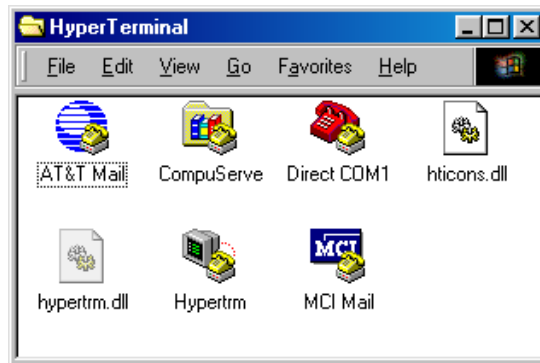 HyperTerminal
File Edit View Go Favorites Help
AT&T Mail CompuServe Direct COM1 hticons.dll
MCI
hypertrm.dll Hypertrm MCI Mail